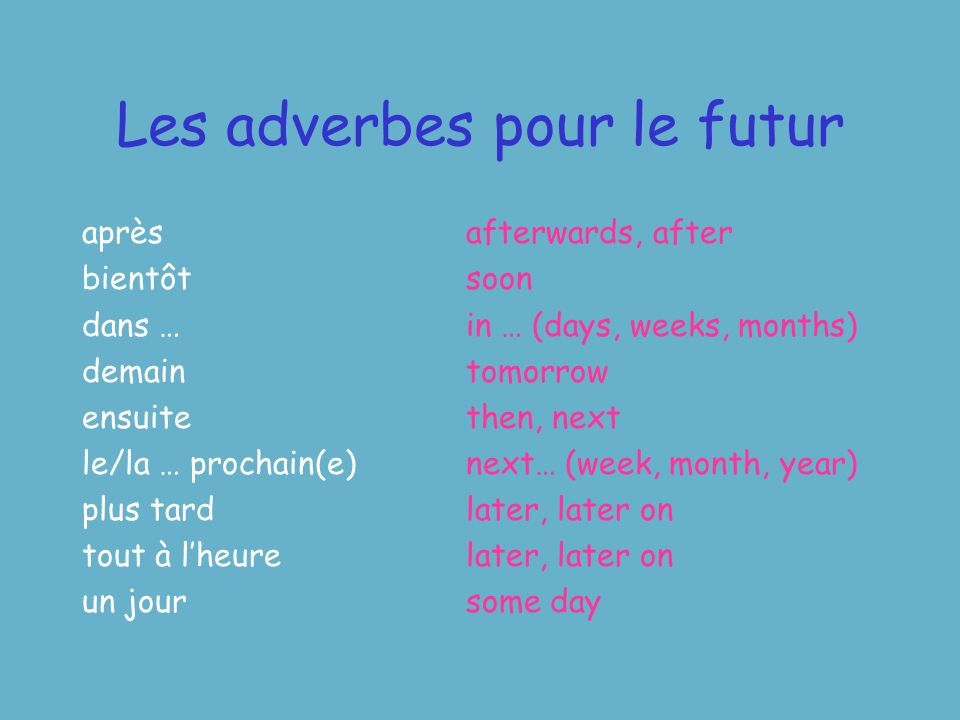 Les adverbes pour le futur
après afterwards, after
bientôt soon
dans … in … (days, weeks, months)
demain tomorrow
ensuite then, next
le/la … prochain(e) next… (week, month, year)
plus tard later, later on
tout à l’heure later, later on
un jour some day